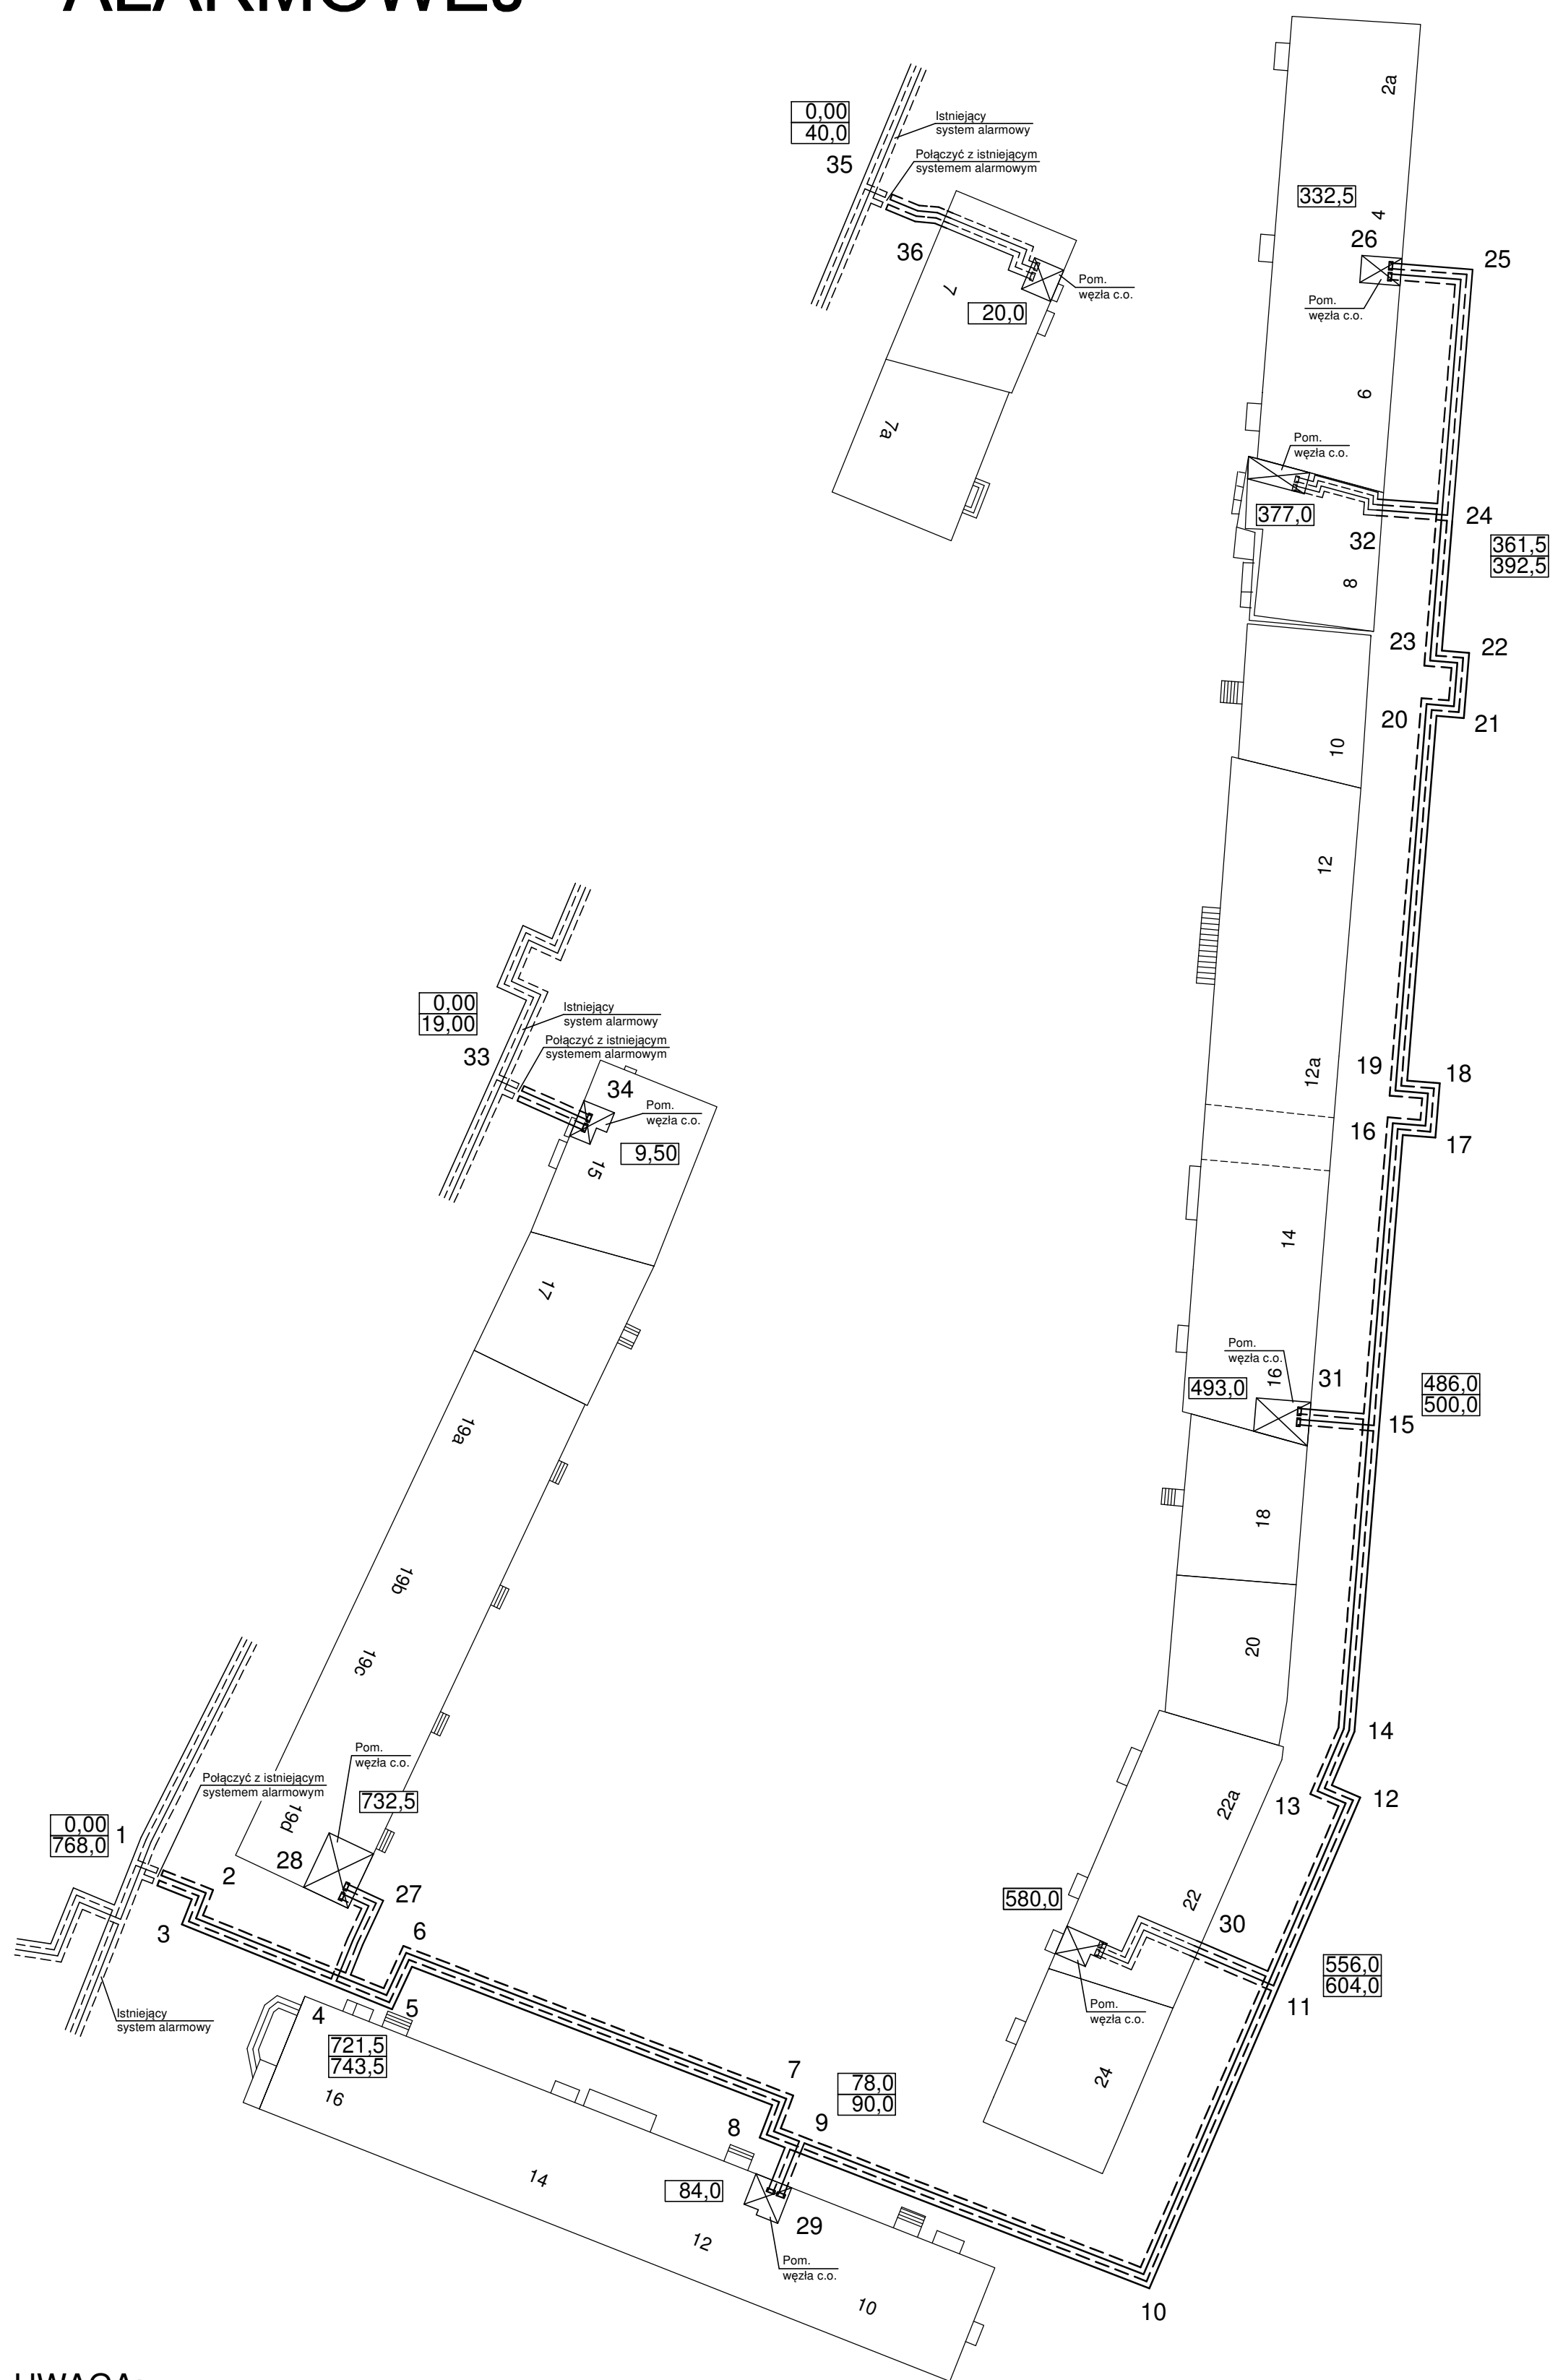 ALARMOWEJ
0,00
40,0
35
Istniejący
system alarmowy
Połączyć z istniejącym
systemem alarmowym
36
7
Pom.
węzła c.o.
20,0
7a
2a
332,5
4
26
25
Pom.
węzła c.o.
6
Pom.
węzła c.o.
377,0
32
24
361,5
392,5
8
23
22
20
21
10
12
0,00
19,00
33
Istniejący
system alarmowy
Połączyć z istniejącym
systemem alarmowym
34
Pom.
węzła c.o.
9,50
15
12a
19
18
16
17
14
17
Pom.
węzła c.o.
16
31
493,0
486,0
500,0
15
19a
18
19b
20
19c
14
Pom.
węzła c.o.
Połączyć z istniejącym
systemem alarmowym
732,5
22a
13
12
0,00
768,0
1
19d
28
2
27
3
6
580,0
22
30
556,0
604,0
11
Istniejący
system alarmowy
4
5
721,5
743,5
Pom.
węzła c.o.
16
7
78,0
90,0
24
8
9
14
84,0
29
12
Pom.
węzła c.o.
10
10
UWAGA: